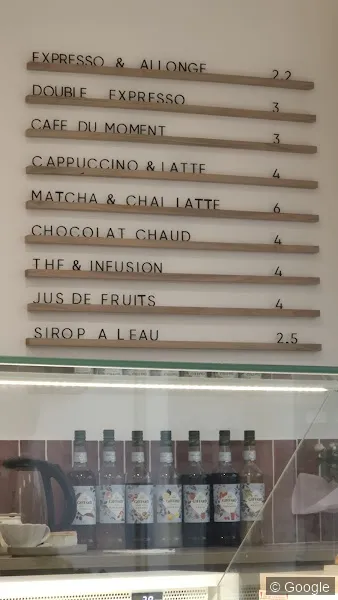 EXPRESSO & ALLONGE 2.2
DOUBLE EXPRESSO 3
CAFE DU MOMENT 3
CAPPUCCINO & LATTE 4
MATCHA & CHAI LATTE 6
CHOCOLAT CHAUD 4
THE & INFUSION 4
JUS DE FRUITS 4
SIROP A L EAU 2.5
© Google